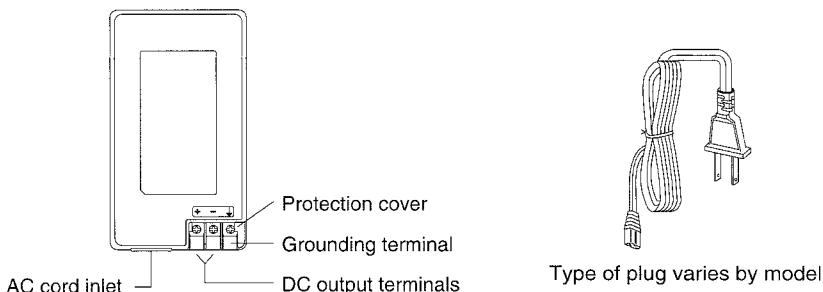 + −
Protection cover
Grounding terminal
AC cord inlet
DC output terminals
Type of plug varies by model